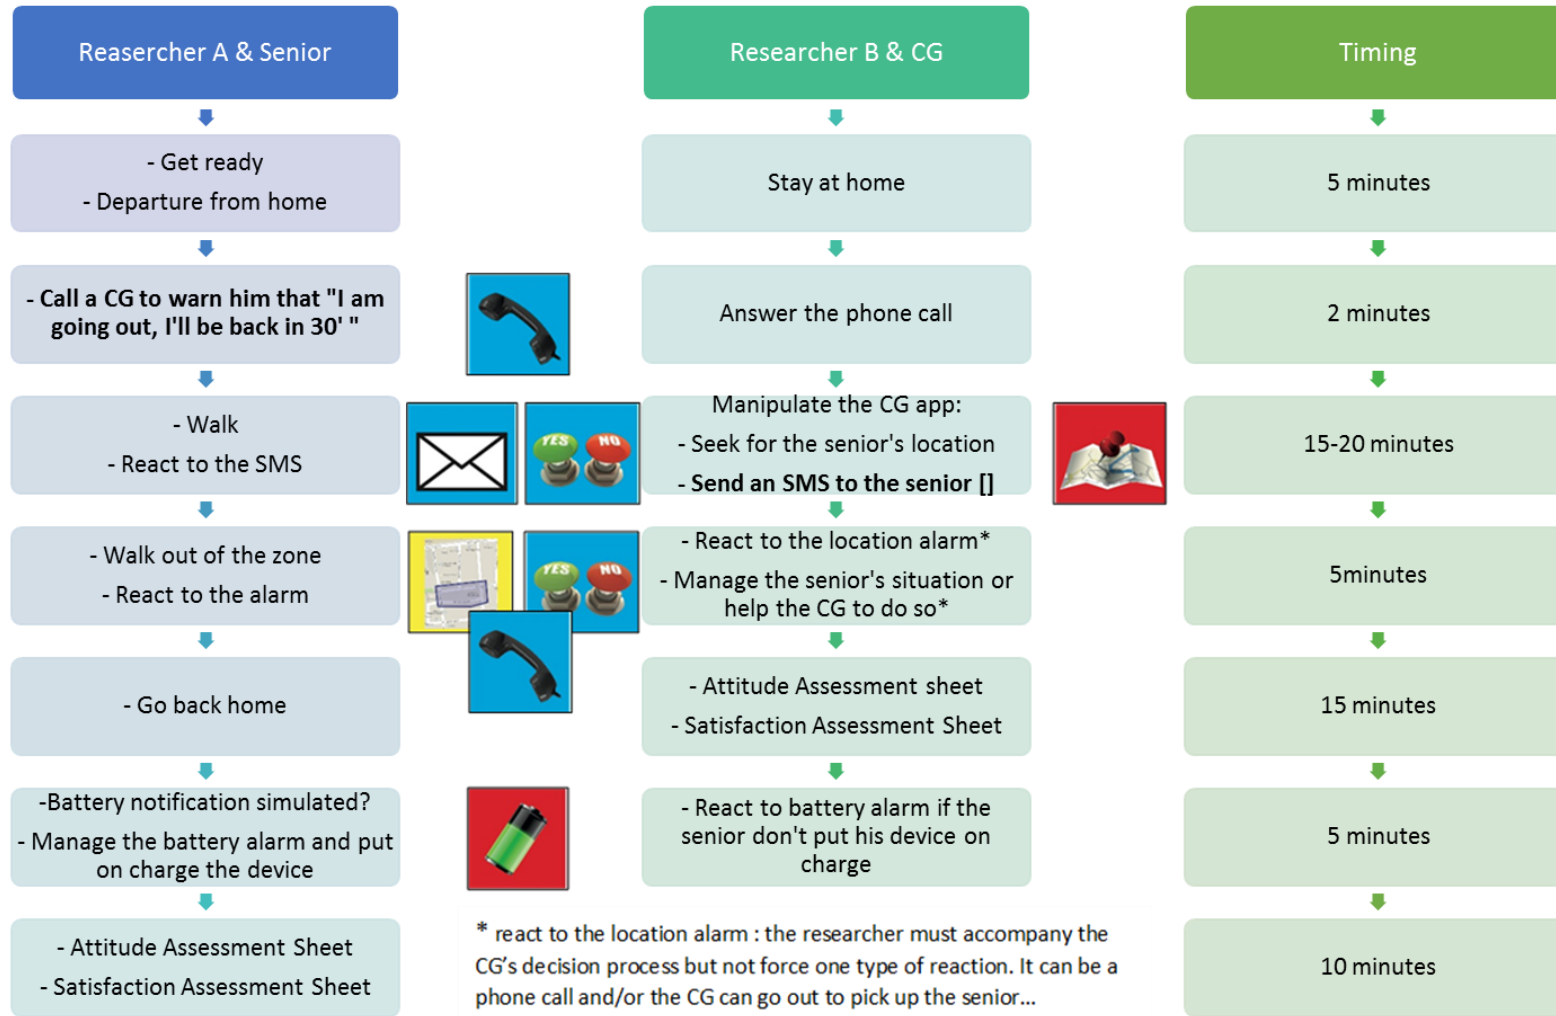 Reasercher A & Senior
Researcher B & CG
Timing
- Get ready
- Departure from home
Stay at home
5 minutes
- Call a CG to warn him that "I am
going out, I'll be back in 30' "
Answer the phone call
2 minutes
- Walk
- React to the SMS
YES
NO
Manipulate the CG app:
- Seek for the senior's location
- Send an SMS to the senior []
15-20 minutes
- Walk out of the zone
- React to the alarm
YES
NO
- React to the location alarm*
- Manage the senior's situation or
help the CG to do so*
5minutes
- Go back home
- Attitude Assessment sheet
- Satisfaction Assessment Sheet
15 minutes
-Battery notification simulated?
- Manage the battery alarm and put
on charge the device
- React to battery alarm if the
senior don't put his device on
charge
5 minutes
- Attitude Assessment Sheet
- Satisfaction Assessment Sheet
* react to the location alarm : the researcher must accompany the
CG's decision process but not force one type of reaction. It can be a
phone call and/or the CG can go out to pick up the senior...
10 minutes